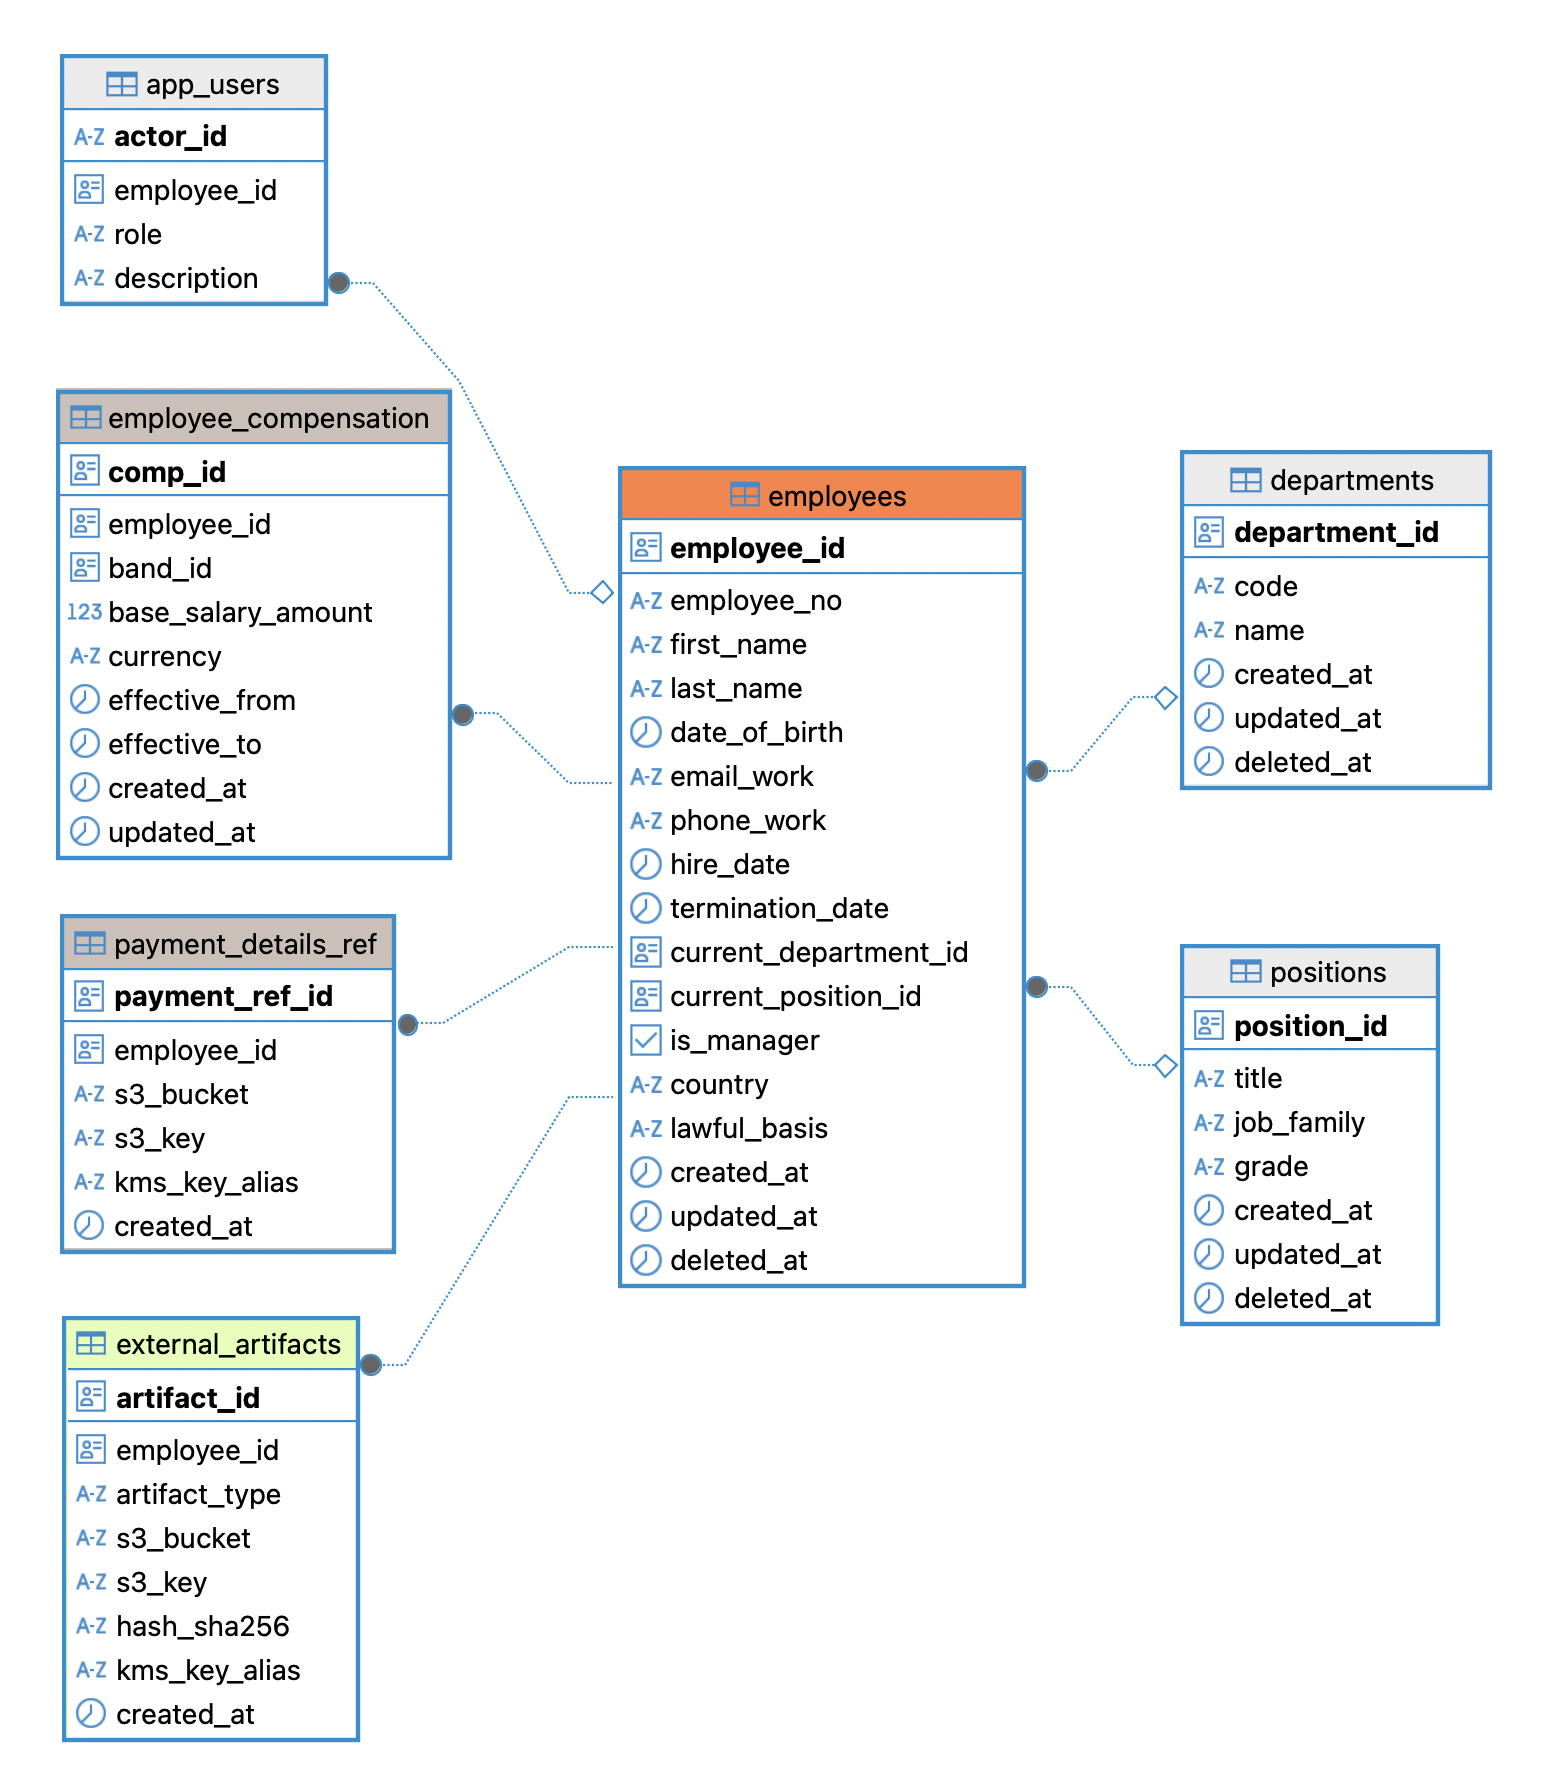 app_users
A-Z actor_id
employee_id
A-Z role
A-Z description
employee_compensation
comp_id
employee_id
band_id
123 base_salary_amount
A-Z currency
effective_from
effective_to
created_at
updated_at
payment_details_ref
payment_ref_id
employee_id
A-Z s3_bucket
A-Z s3_key
A-Z kms_key_alias
created_at
external_artifacts
artifact_id
employee_id
A-Z artifact_type
A-Z s3_bucket
A-Z s3_key
A-Z hash_sha256
A-Z kms_key_alias
created_at
employees
employee_id
A-Z employee_no
A-Z first_name
A-Z last_name
date_of_birth
A-Z email_work
A-Z phone_work
hire_date
termination_date
current_department_id
current_position_id
is_manager
A-Z country
A-Z lawful_basis
created_at
updated_at
deleted_at
departments
department_id
A-Z code
A-Z name
created_at
updated_at
deleted_at
positions
position_id
A-Z title
A-Z job_family
A-Z grade
created_at
updated_at
deleted_at